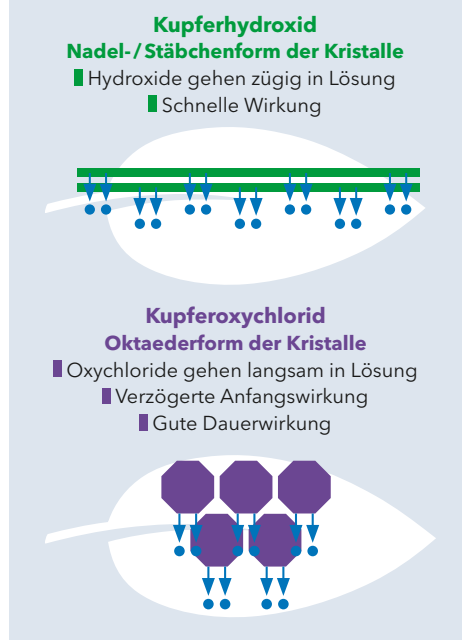 Kupferhydroxid
Nadel-/Stäbchenform der Kristalle
Hydroxide gehen zügig in Lösung
Schnelle Wirkung
Kupferoxychlorid
Oktaederform der Kristalle
Oxychloride gehen langsam in Lösung
Verzögerte Anfangswirkung
Gute Dauerwirkung